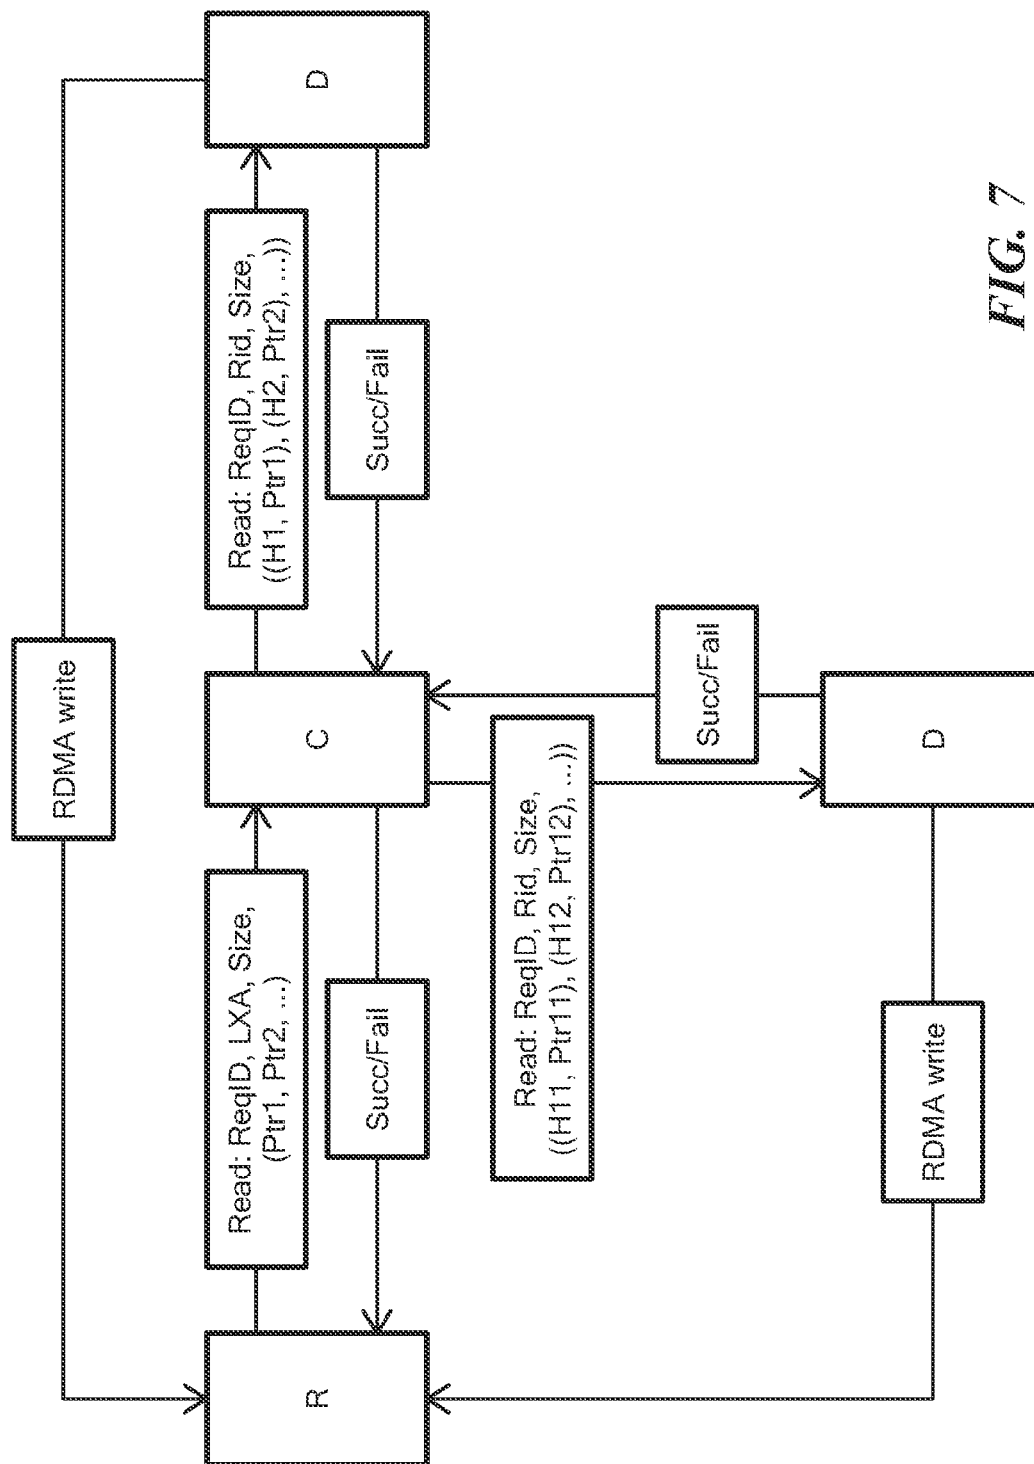 RDMA write
R
Read: ReqID, LXA, Size,
(Ptr1, Ptr2, ...)
Succ/Fail
C
Read: ReqID, Rid, Size,
((H1, Ptr1), (H2, Ptr2), ...))
Succ/Fail
D
Read: ReqID, Rid, Size,
((H11, Ptr11), (H12, Ptr12), ...))
Succ/Fail
RDMA write
D
FIG. 7